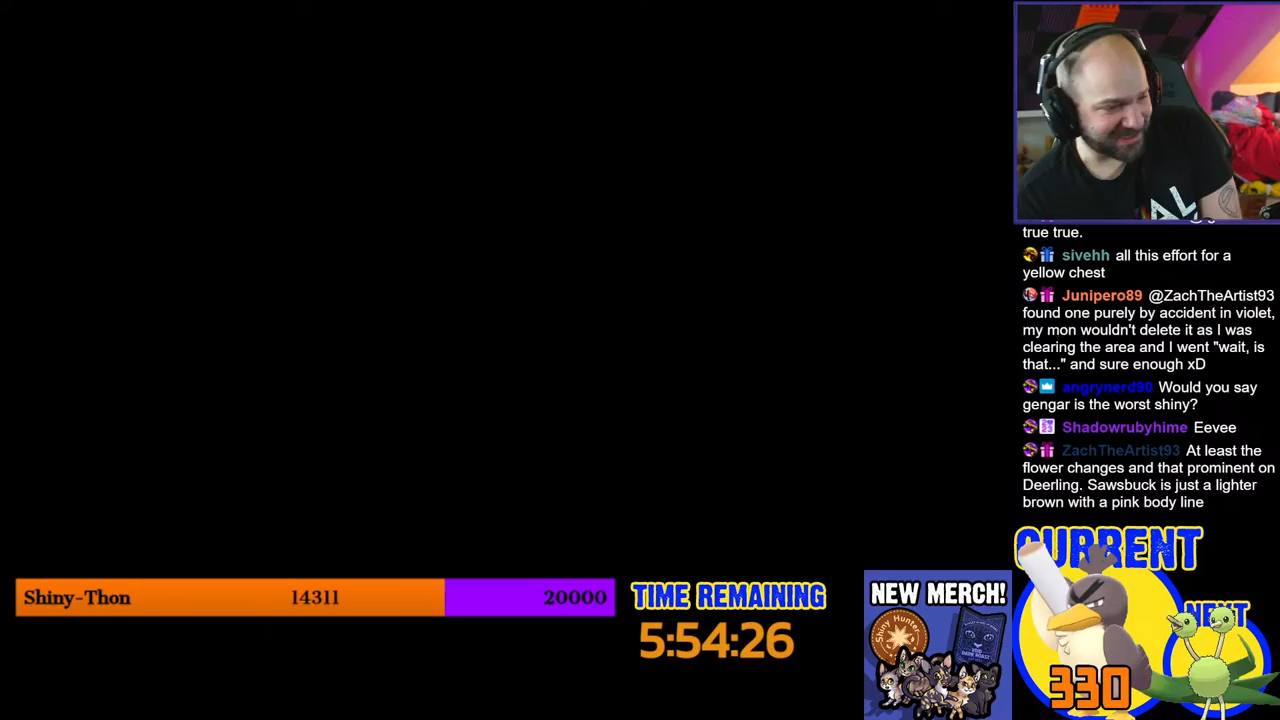 true true.
sivehh all this effort for a
yellow chest
Junipero89 @ZachTheArtist93
found one purely by accident in violet,
my mon wouldn't delete it as I was
clearing the area and I went "wait, is
that..." and sure enough xD
angrynerd90 Would you say
gengar is the worst shiny?
Shadowrubyhime Eevee
ZachTheArtist93 At least the
flower changes and that prominent on
Deerling. Sawsbuck is just a lighter
brown with a pink body line
CURRENT
NEXT
330
Shiny-Thon 14311 20000
TIME REMAINING
5:54:26
NEW MERCH!
Shiny Hunter